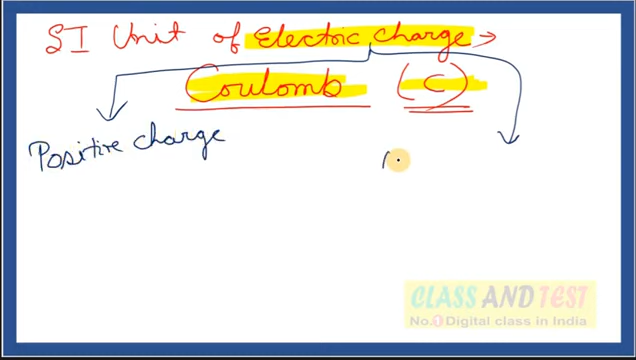 SI Unit of Electric charge →
Coulomb (C)
Positive charge
CLASS AND TEST
No.1 Digital class in India